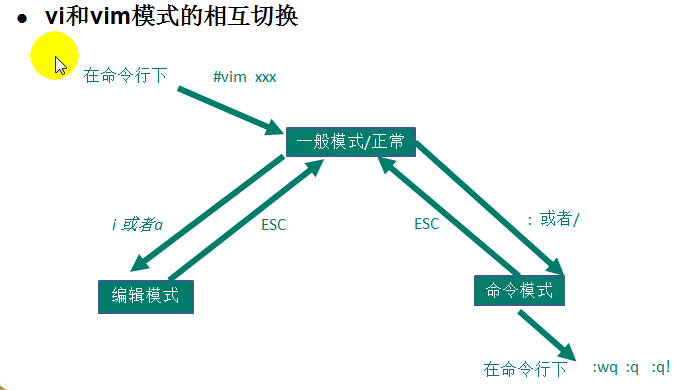 ● vi和vim模式的相互切换
在命令行下 #vim xxx
一般模式/正常
i 或者a
ESC
ESC
: 或者/
编辑模式
命令模式
在命令行下 :wq :q :q!